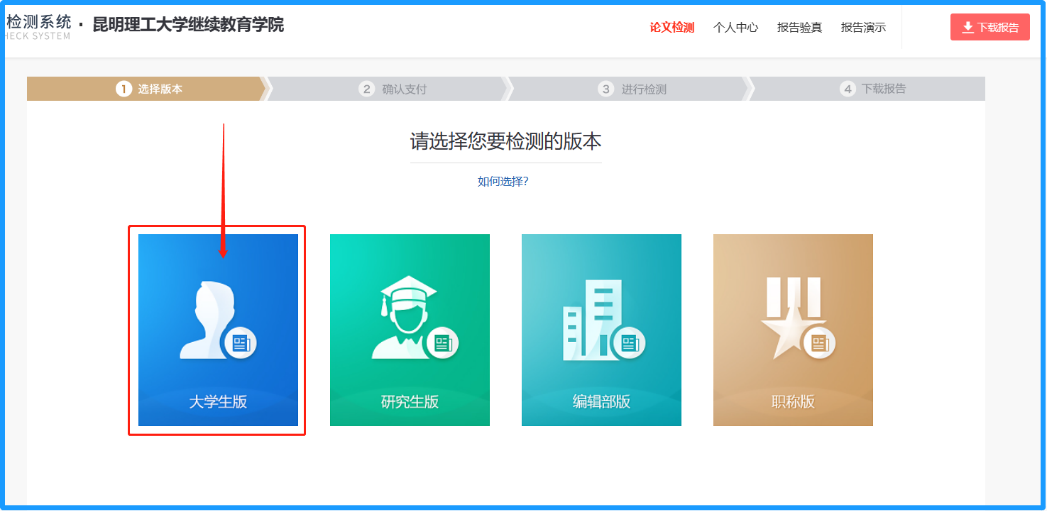 检测系统 · 昆明理工大学继续教育学院
HECK SYSTEM
论文检测 个人中心 报告验真 报告演示 下载报告
1 选择版本 2 确认支付 3 进行检测 4 下载报告
请选择您要检测的版本
如何选择?
大学生版 研究生版 编辑部版 职称版